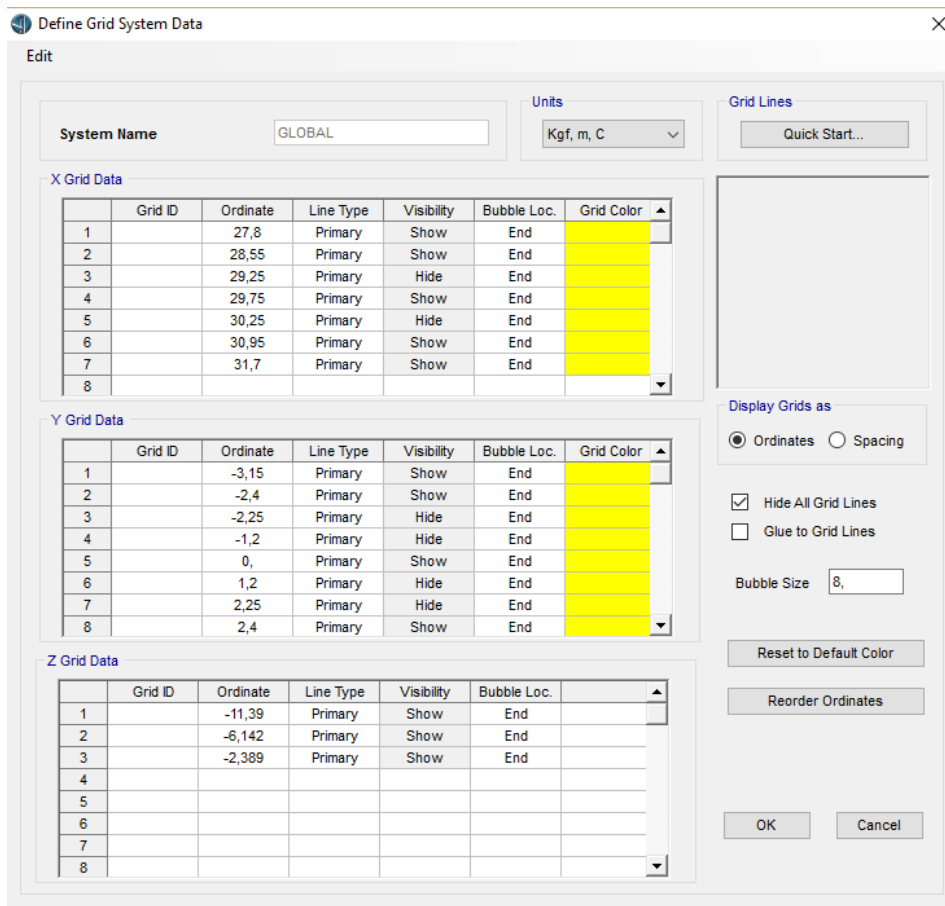 Define Grid System Data
Edit
System Name GLOBAL
Units
Kgf, m, C
Grid Lines
Quick Start...
X Grid Data
Grid ID Ordinate Line Type Visibility Bubble Loc. Grid Color
1 27,8 Primary Show End
2 28,55 Primary Show End
3 29,25 Primary Hide End
4 29,75 Primary Show End
5 30,25 Primary Hide End
6 30,95 Primary Show End
7 31,7 Primary Show End
8
Y Grid Data
Grid ID Ordinate Line Type Visibility Bubble Loc. Grid Color
1 -3,15 Primary Show End
2 -2,4 Primary Show End
3 -2,25 Primary Hide End
4 -1,2 Primary Hide End
5 0, Primary Show End
6 1,2 Primary Hide End
7 2,25 Primary Hide End
8 2,4 Primary Show End
Z Grid Data
Grid ID Ordinate Line Type Visibility Bubble Loc.
1 -11,39 Primary Show End
2 -6,142 Primary Show End
3 -2,389 Primary Show End
4
5
6
7
8
Display Grids as
Ordinates Spacing
Hide All Grid Lines
Glue to Grid Lines
Bubble Size 8,
Reset to Default Color
Reorder Ordinates
OK Cancel